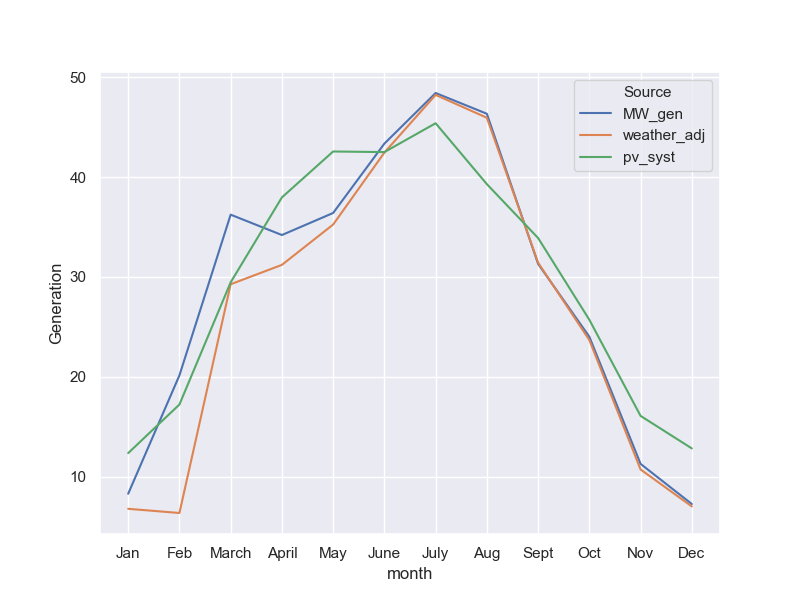 50
40
30
20
10
Generation
Source
MW_gen
weather_adj
pv_syst
Jan Feb March April May June July Aug Sept Oct Nov Dec
month